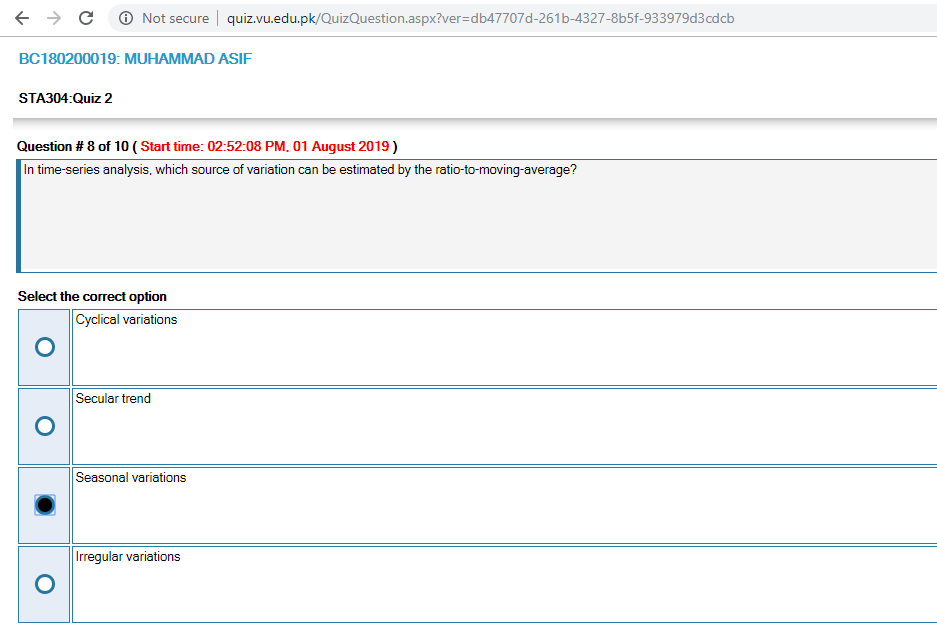 Not secure | quiz.vu.edu.pk/QuizQuestion.aspx?ver=db47707d-261b-4327-8b5f-933979d3cdcb
BC180200019: MUHAMMAD ASIF
STA304:Quiz 2
Question # 8 of 10 ( Start time: 02:52:08 PM, 01 August 2019 )
In time-series analysis, which source of variation can be estimated by the ratio-to-moving-average?
Select the correct option
Cyclical variations
Secular trend
Seasonal variations
Irregular variations